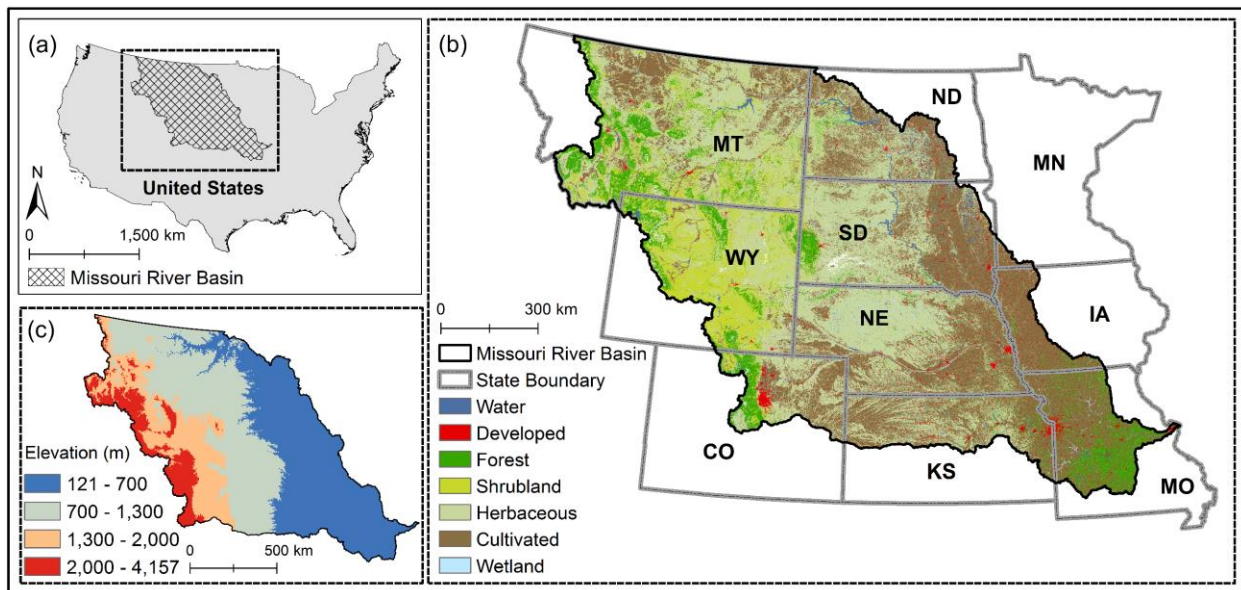 (a)
United States
N
0 1,500 km
Missouri River Basin
(b)
ND
MN
MT
SD
WY
IA
NE
CO
KS
MO
0 300 km
Missouri River Basin
State Boundary
Water
Developed
Forest
Shrubland
Herbaceous
Cultivated
Wetland
(c)
Elevation (m)
121 - 700
700 - 1,300
1,300 - 2,000
2,000 - 4,157
0 500 km